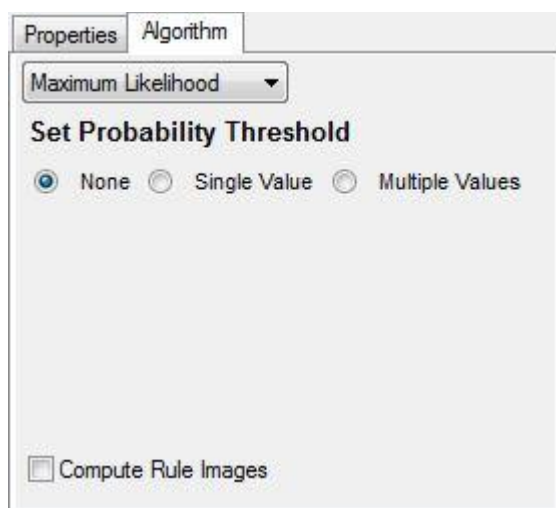 Properties Algorithm
Maximum Likelihood
Set Probability Threshold
None Single Value Multiple Values
Compute Rule Images